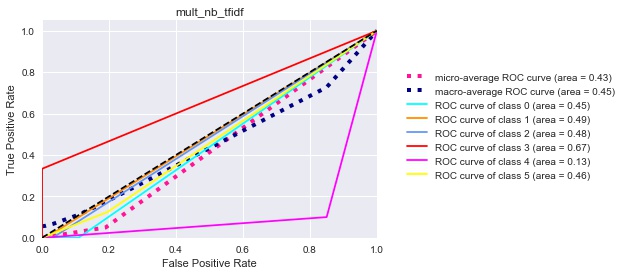 mult_nb_tfidf
1.0
0.8
0.6
0.4
0.2
0.0
True Positive Rate
0.0 0.2 0.4 0.6 0.8 1.0
False Positive Rate
micro-average ROC curve (area = 0.43)
macro-average ROC curve (area = 0.45)
ROC curve of class 0 (area = 0.45)
ROC curve of class 1 (area = 0.49)
ROC curve of class 2 (area = 0.48)
ROC curve of class 3 (area = 0.67)
ROC curve of class 4 (area = 0.13)
ROC curve of class 5 (area = 0.46)